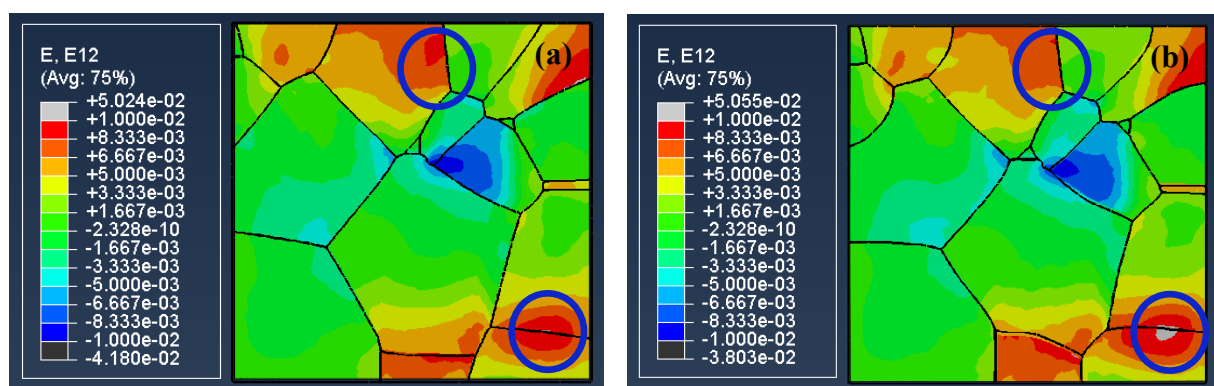 E, E12
(Avg: 75%)
+5.024e-02
+1.000e-02
+8.333e-03
+6.667e-03
+5.000e-03
+3.333e-03
+1.667e-03
-2.328e-10
-1.667e-03
-3.333e-03
-5.000e-03
-6.667e-03
-8.333e-03
-1.000e-02
-4.180e-02
(a)
E, E12
(Avg: 75%)
+5.055e-02
+1.000e-02
+8.333e-03
+6.667e-03
+5.000e-03
+3.333e-03
+1.667e-03
-2.328e-10
-1.667e-03
-3.333e-03
-5.000e-03
-6.667e-03
-8.333e-03
-1.000e-02
-3.803e-02
(b)